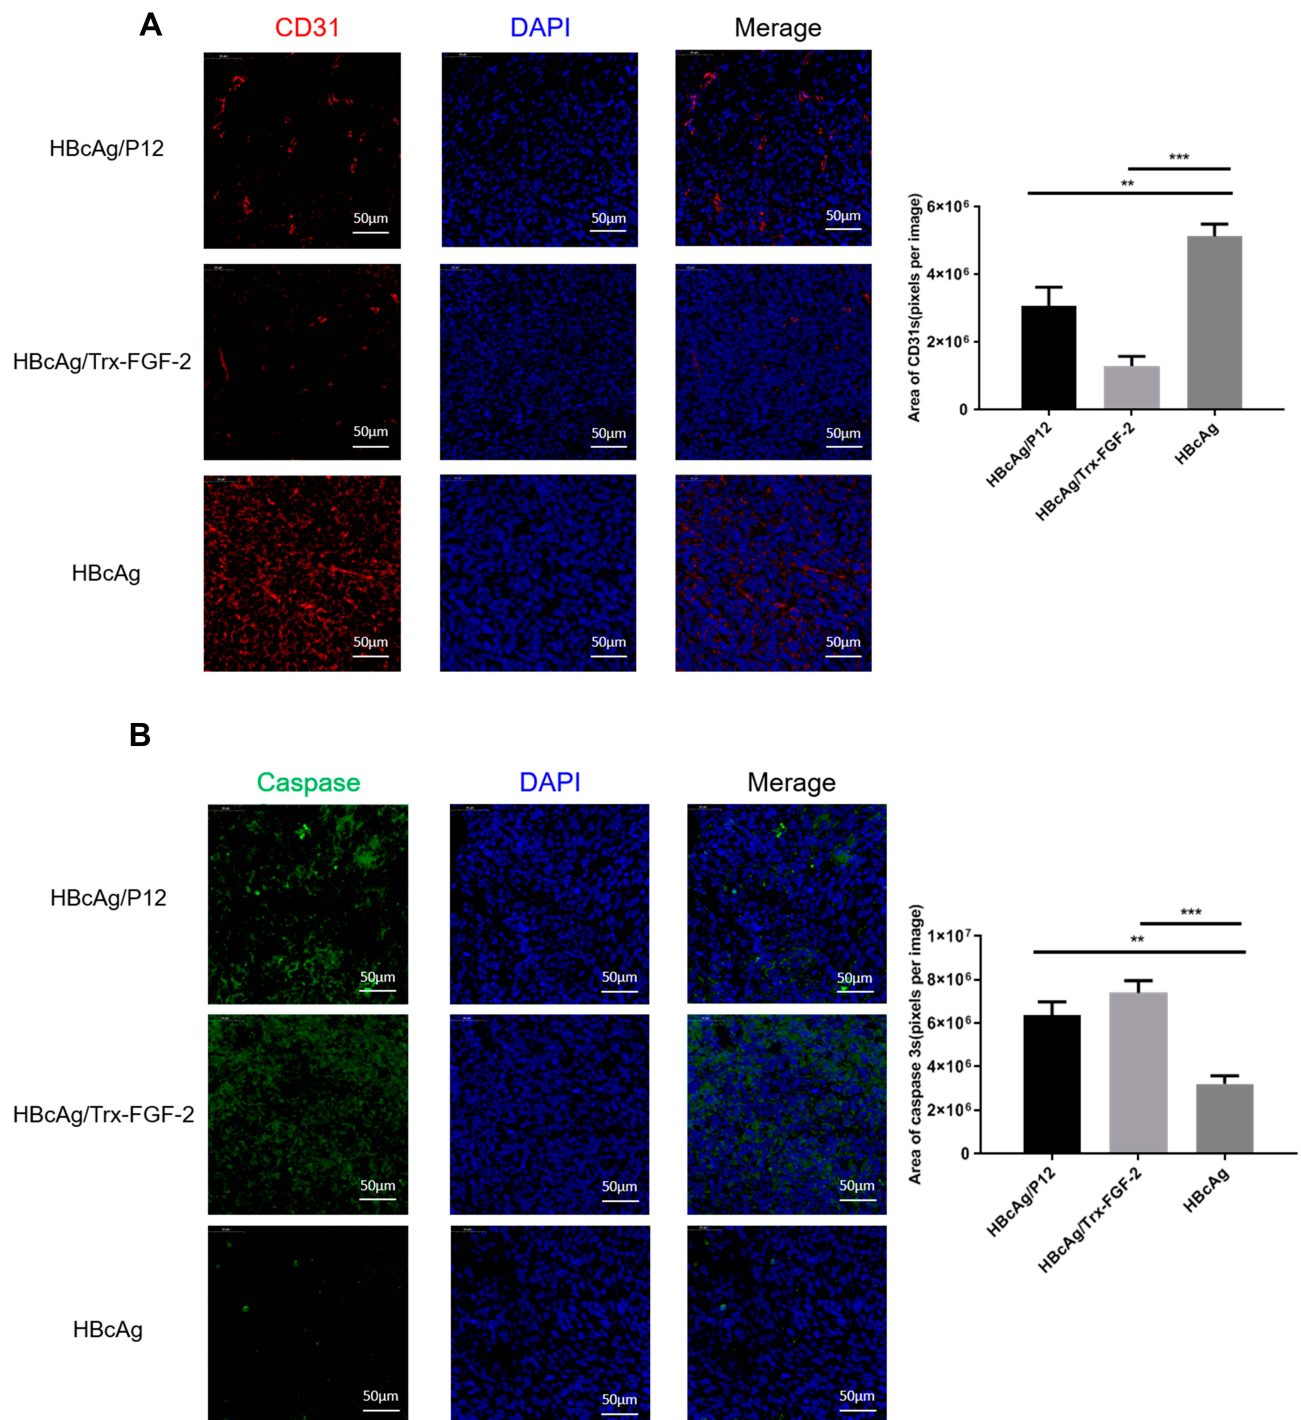 A
CD31
DAPI
Merage
HBcAg/P12
50μm
50μm
50μm
HBcAg/Trx-FGF-2
50μm
50μm
50μm
HBcAg
50μm
50μm
50μm
***
**
Area of CD31s(pixels per image)
6×10⁶
4×10⁶
2×10⁶
0
HBcAg/P12
HBcAg/Trx-FGF-2
HBcAg
B
Caspase
DAPI
Merage
HBcAg/P12
50μm
50μm
50μm
HBcAg/Trx-FGF-2
50μm
50μm
50μm
HBcAg
50μm
50μm
50μm
***
**
Area of caspase 3s(pixels per image)
1×10⁷
8×10⁶
6×10⁶
4×10⁶
2×10⁶
0
HBcAg/P12
HBcAg/Trx-FGF-2
HBcAg